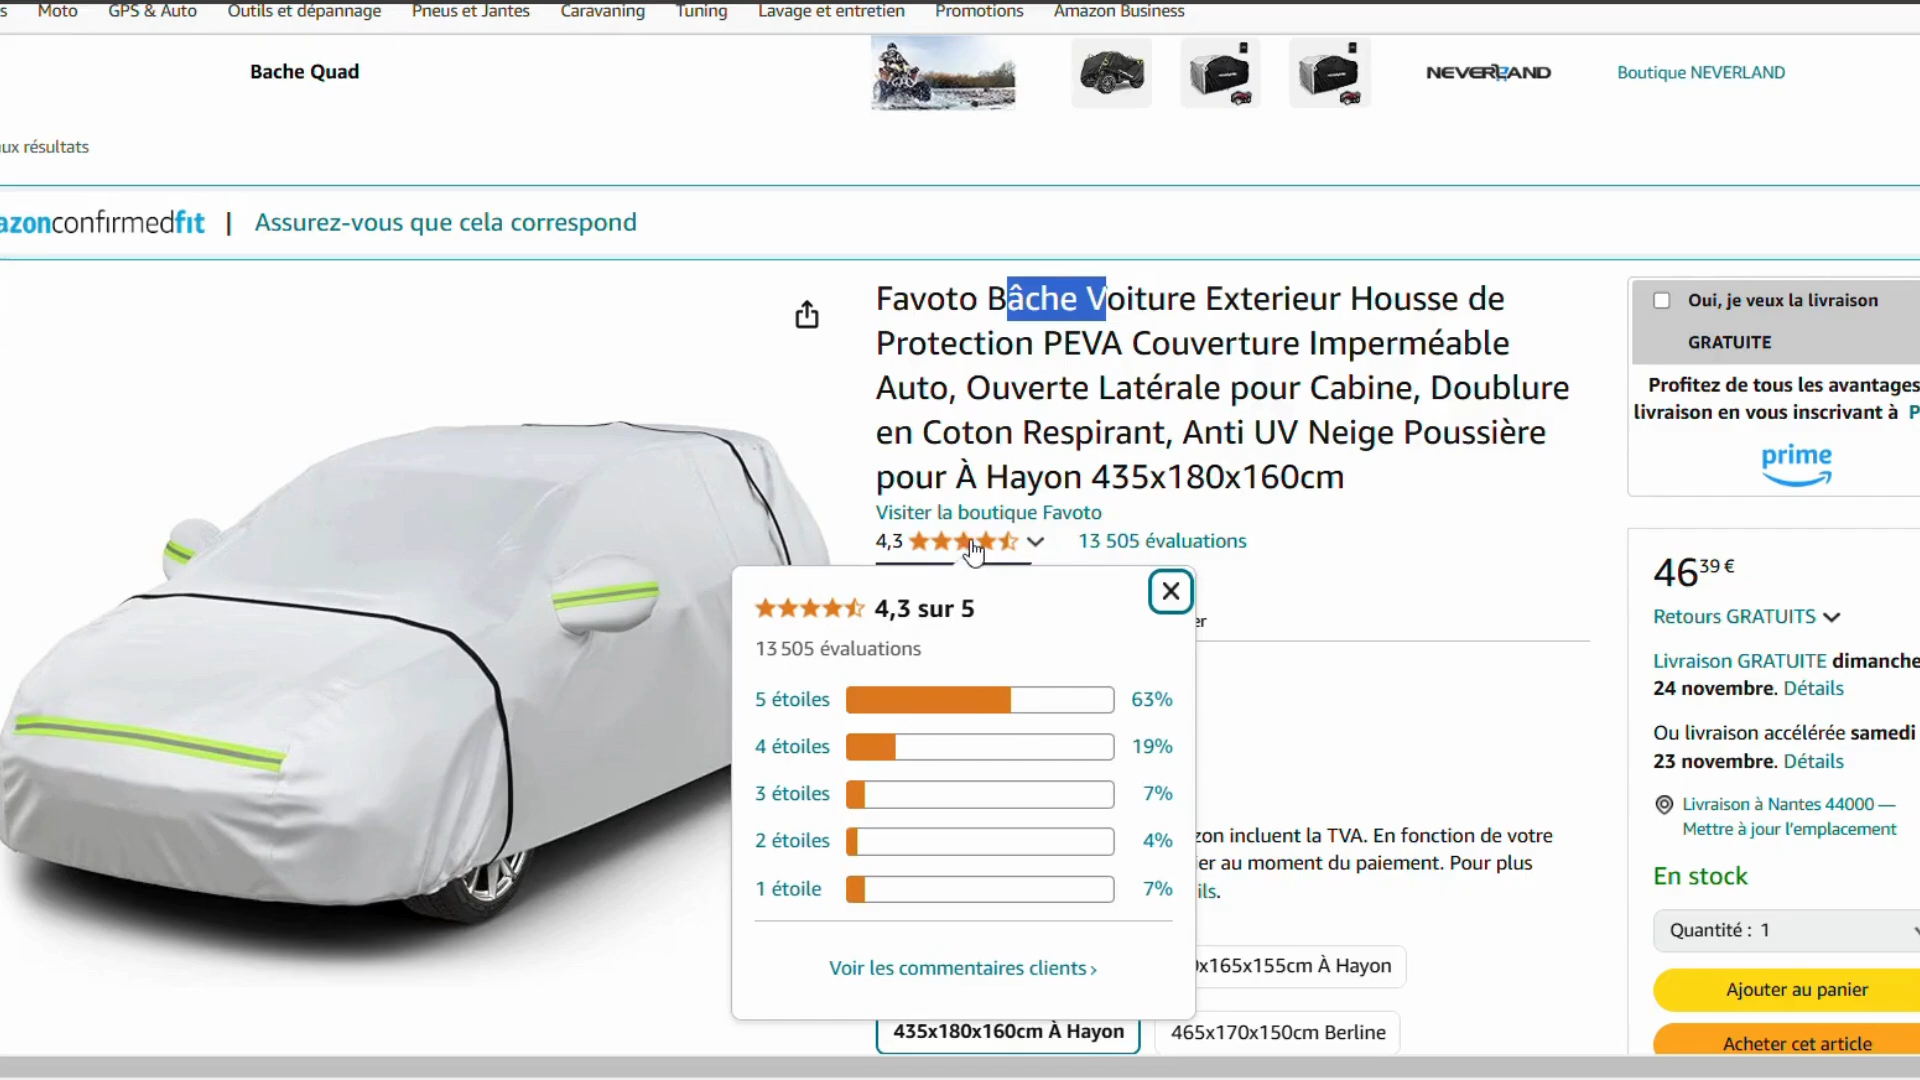 s Moto GPS & Auto Outils et dépannage Pneus et Jantes Caravaning Tuning Lavage et entretien Promotions Amazon Business
Bache Quad
NEVERLAND
Boutique NEVERLAND
ux résultats
azonconfirmedfit | Assurez-vous que cela correspond
Favoto Bâche Voiture Exterieur Housse de
Protection PEVA Couverture Imperméable
Auto, Ouverte Latérale pour Cabine, Doublure
en Coton Respirant, Anti UV Neige Poussière
pour À Hayon 435x180x160cm
Visiter la boutique Favoto
4,3 13 505 évaluations
4,3 sur 5
13 505 évaluations
5 étoiles 63%
4 étoiles 19%
3 étoiles 7%
2 étoiles 4%
1 étoile 7%
Voir les commentaires clients ›
er
zon incluent la TVA. En fonction de votre
er au moment du paiement. Pour plus
ils.
x165x155cm À Hayon
435x180x160cm À Hayon
465x170x150cm Berline
Oui, je veux la livraison
GRATUITE
Profitez de tous les avantages
livraison en vous inscrivant à P
prime
46,39 €
Retours GRATUITS
Livraison GRATUITE dimanche
24 novembre. Détails
Ou livraison accélérée samedi
23 novembre. Détails
Livraison à Nantes 44000 —
Mettre à jour l’emplacement
En stock
Quantité : 1
Ajouter au panier
Acheter cet article